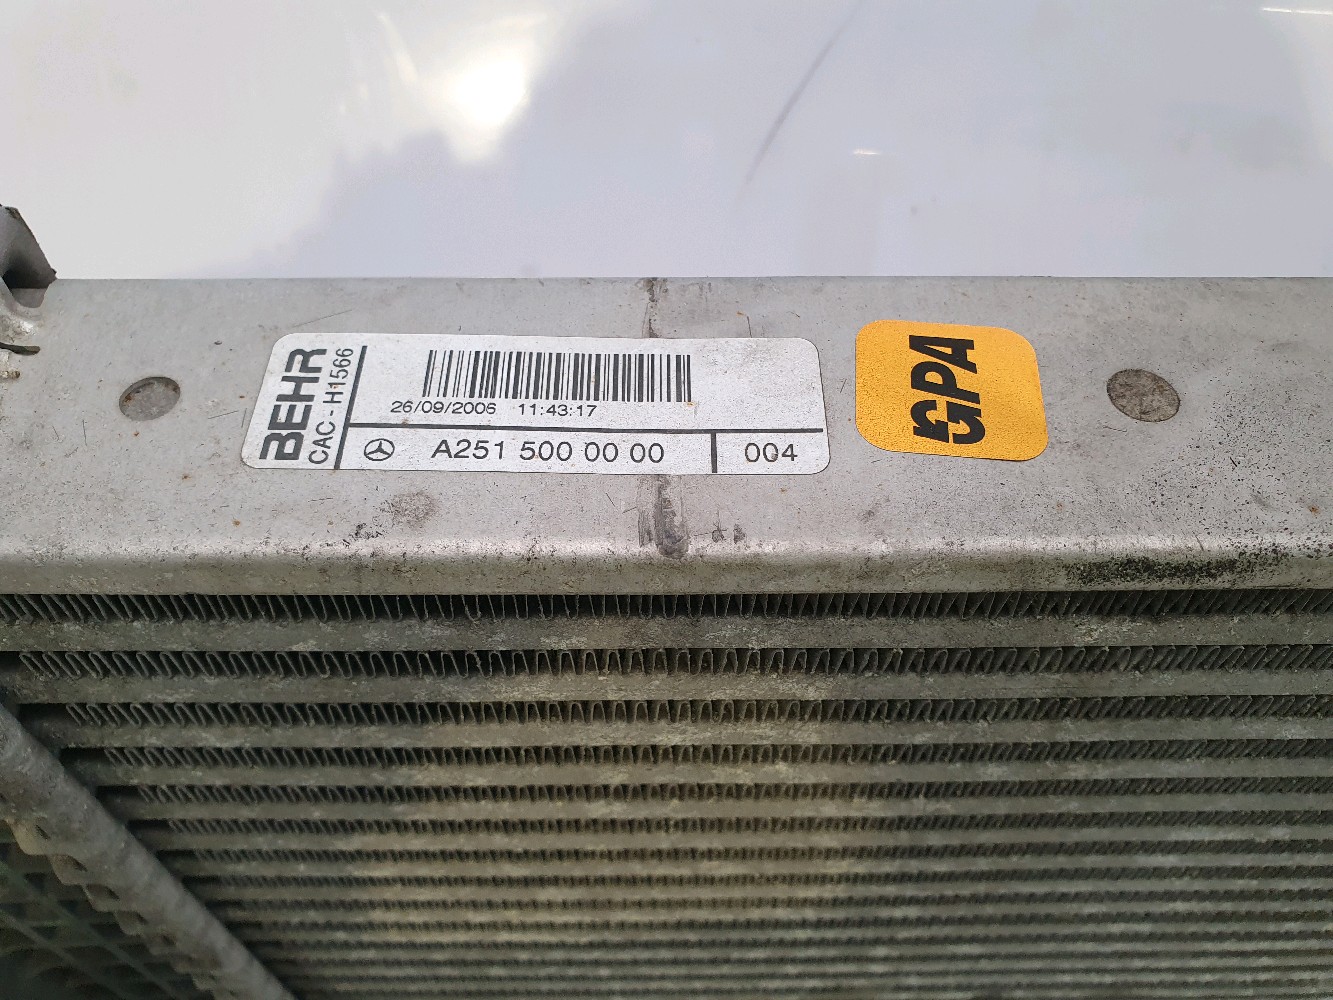 BEHR
CAC - H1566
26/09/2006 11:43:17
A251 500 00 00
004
GPA